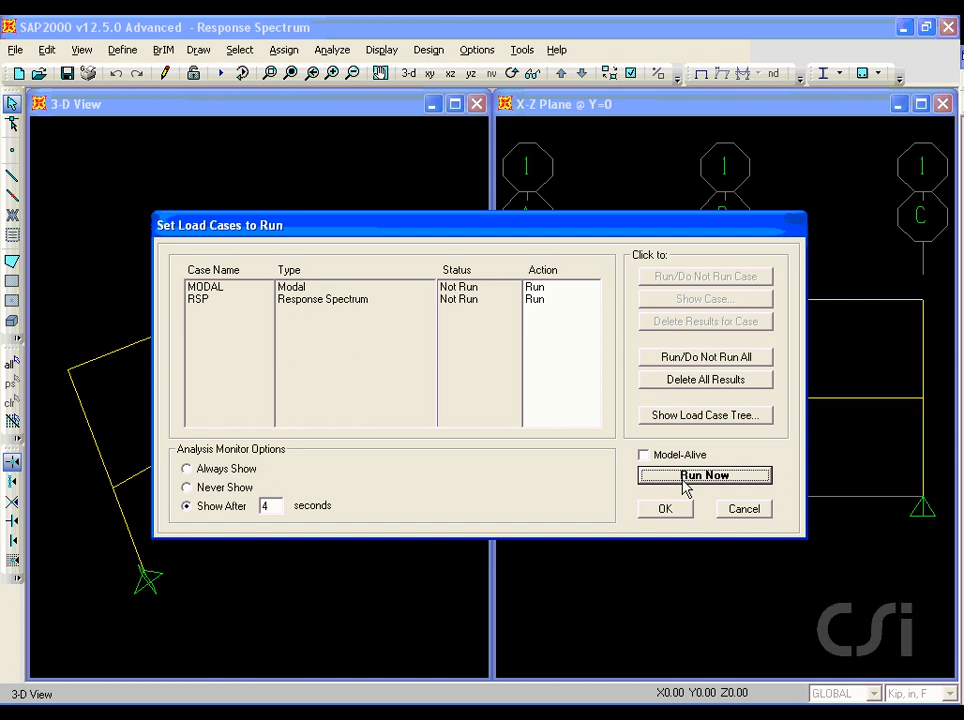 SAP2000 v12.5.0 Advanced - Response Spectrum
File Edit View Define BrIM Draw Select Assign Analyze Display Design Options Tools Help
3-d xy xz yz nv nd
3-D View
X-Z Plane @ Y=0
1 1 1
C
Set Load Cases to Run
Case Name Type Status Action
MODAL Modal Not Run Run
RSP Response Spectrum Not Run Run
Click to:
Run/Do Not Run Case
Show Case...
Delete Results for Case
Run/Do Not Run All
Delete All Results
Show Load Case Tree...
Analysis Monitor Options
Always Show
Never Show
Show After 4 seconds
Model-Alive
Run Now
OK Cancel
all
ps
clr
CSi
3-D View X0.00 Y0.00 Z0.00 GLOBAL Kip, in, F